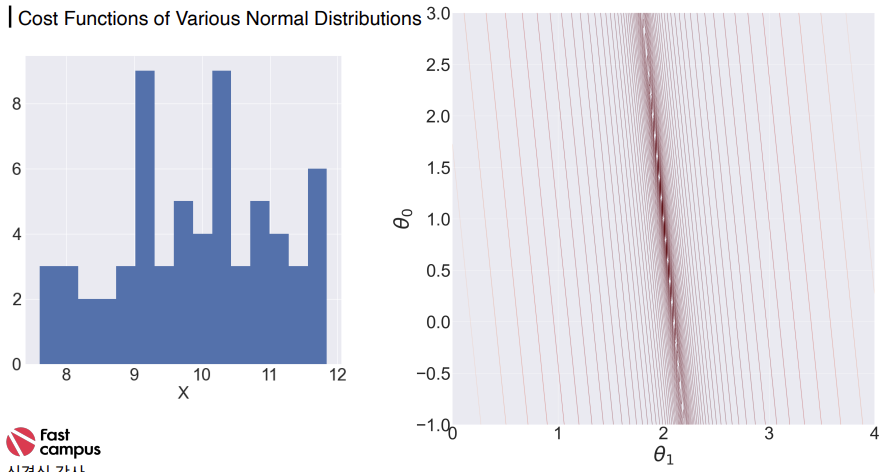 Cost Functions of Various Normal Distributions
8
6
4
2
0
8 9 10 11 12
X
3.0
2.5
2.0
1.5
1.0
0.5
0.0
−0.5
−1.0
θ0
0 1 2 3 4
θ1
fast
campus